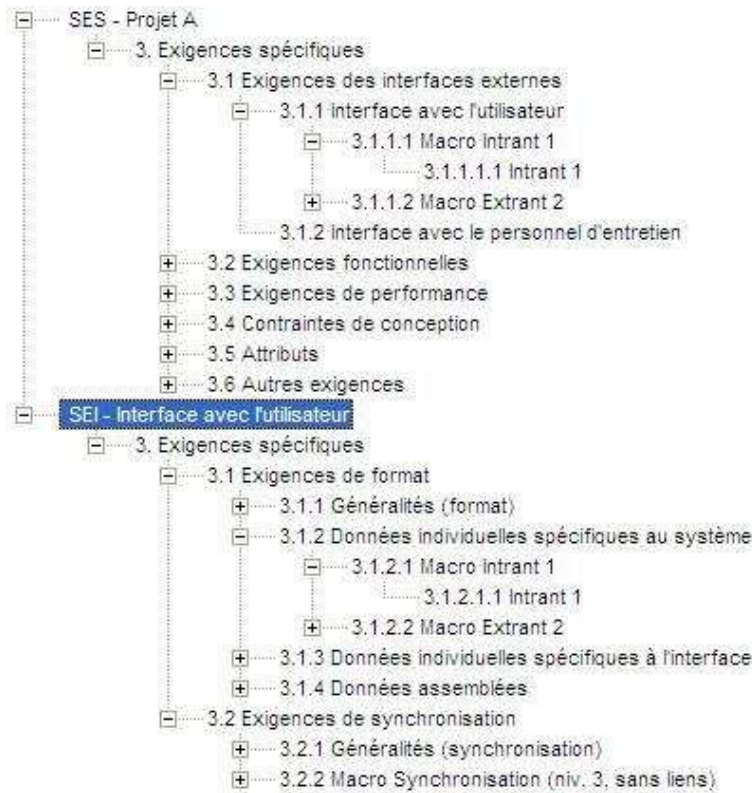 SES - Projet A
3. Exigences spécifiques
3.1 Exigences des interfaces externes
3.1.1 Interface avec l'utilisateur
3.1.1.1 Macro Intrant 1
3.1.1.1.1 Intrant 1
3.1.1.2 Macro Extrant 2
3.1.2 Interface avec le personnel d'entretien
3.2 Exigences fonctionnelles
3.3 Exigences de performance
3.4 Contraintes de conception
3.5 Attributs
3.6 Autres exigences
SEI - Interface avec l'utilisateur
3. Exigences spécifiques
3.1 Exigences de format
3.1.1 Généralités (format)
3.1.2 Données individuelles spécifiques au système
3.1.2.1 Macro Intrant 1
3.1.2.1.1 Intrant 1
3.1.2.2 Macro Extrant 2
3.1.3 Données individuelles spécifiques à l'interface
3.1.4 Données assemblées
3.2 Exigences de synchronisation
3.2.1 Généralités (synchronisation)
3.2.2 Macro Synchronisation (niv. 3, sans liens)